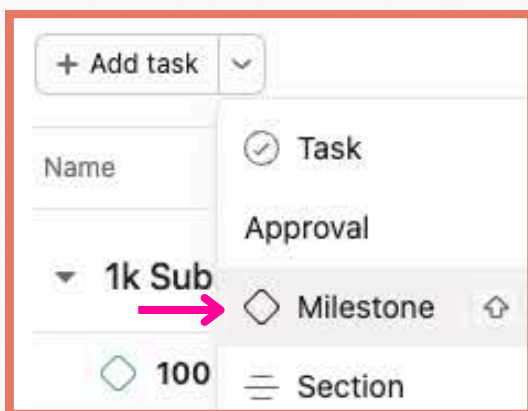 + Add task
Task
Name
Approval
1k Sub
Milestone
100
Section